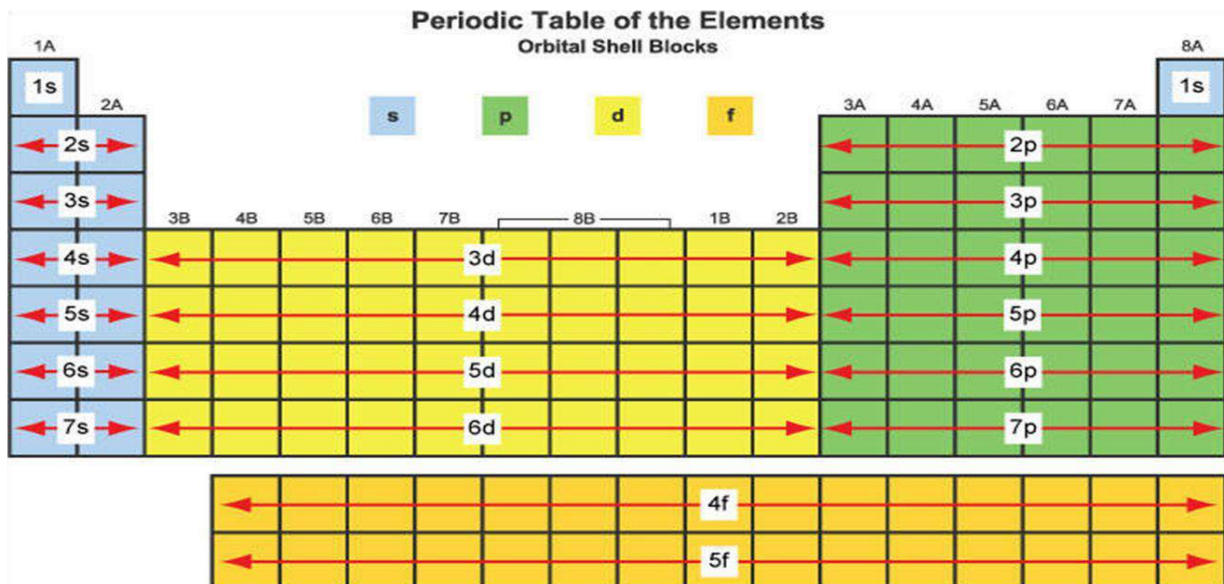 Periodic Table of the Elements
Orbital Shell Blocks
1A 8A
1s 1s
2A s p d f 3A 4A 5A 6A 7A
2s 2p
3s 3p
3B 4B 5B 6B 7B 8B 1B 2B
4s 3d 4p
5s 4d 5p
6s 5d 6p
7s 6d 7p
4f
5f